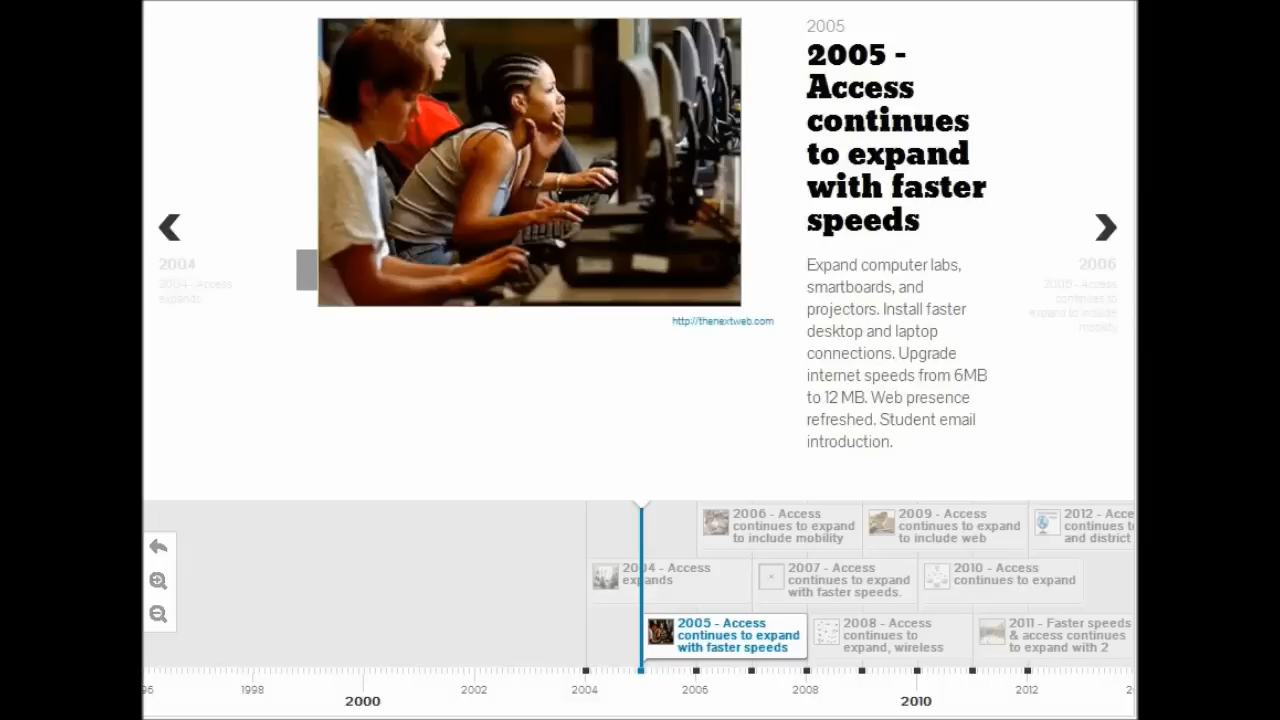 2005
2005 -
Access
continues
to expand
with faster
speeds
Expand computer labs,
smartboards, and
projectors. Install faster
desktop and laptop
connections. Upgrade
internet speeds from 6MB
to 12 MB. Web presence
refreshed. Student email
introduction.
http://thenextweb.com
2004
2004 - Access
expands
2006
2006 - Access
continues to
expand to include
mobility
2006 - Access
continues to expand
to include mobility
2009 - Access
continues to expand
to include web
2012 - Acce
continues t
and district
2004 - Access
expands
2007 - Access
continues to expand
with faster speeds.
2010 - Access
continues to expand
2005 - Access
continues to expand
with faster speeds
2008 - Access
continues to
expand, wireless
2011 - Faster speeds
& access continues
to expand with 2
96
1998
2000
2002
2004
2006
2008
2010
2012
2